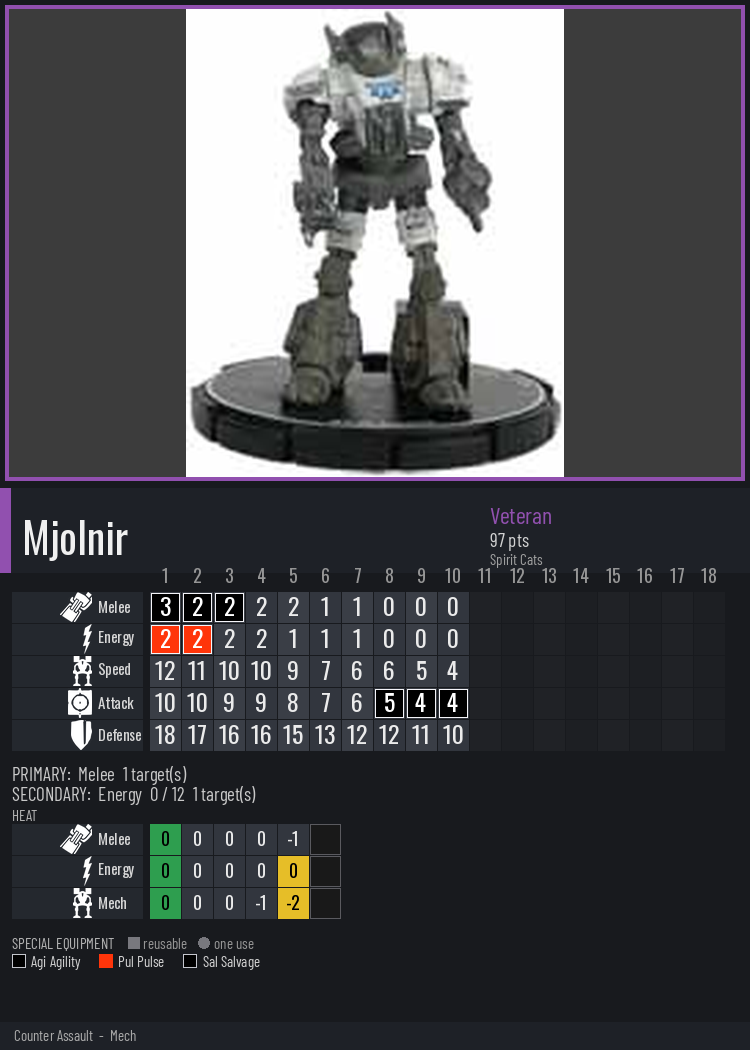 Mjolnir
Veteran
97 pts
Spirit Cats
1 2 3 4 5 6 7 8 9 10 11 12 13 14 15 16 17 18
Melee 3 2 2 2 2 1 1 0 0 0
Energy 2 2 2 2 1 1 1 0 0 0
Speed 12 11 10 10 9 7 6 6 5 4
Attack 10 10 9 9 8 7 6 5 4 4
Defense 18 17 16 16 15 13 12 12 11 10
PRIMARY: Melee 1 target(s)
SECONDARY: Energy 0 / 12 1 target(s)
HEAT
Melee 0 0 0 0 -1
Energy 0 0 0 0 0
Mech 0 0 0 -1 -2
SPECIAL EQUIPMENT reusable one use
Agi Agility Pul Pulse Sal Salvage
Counter Assault - Mech